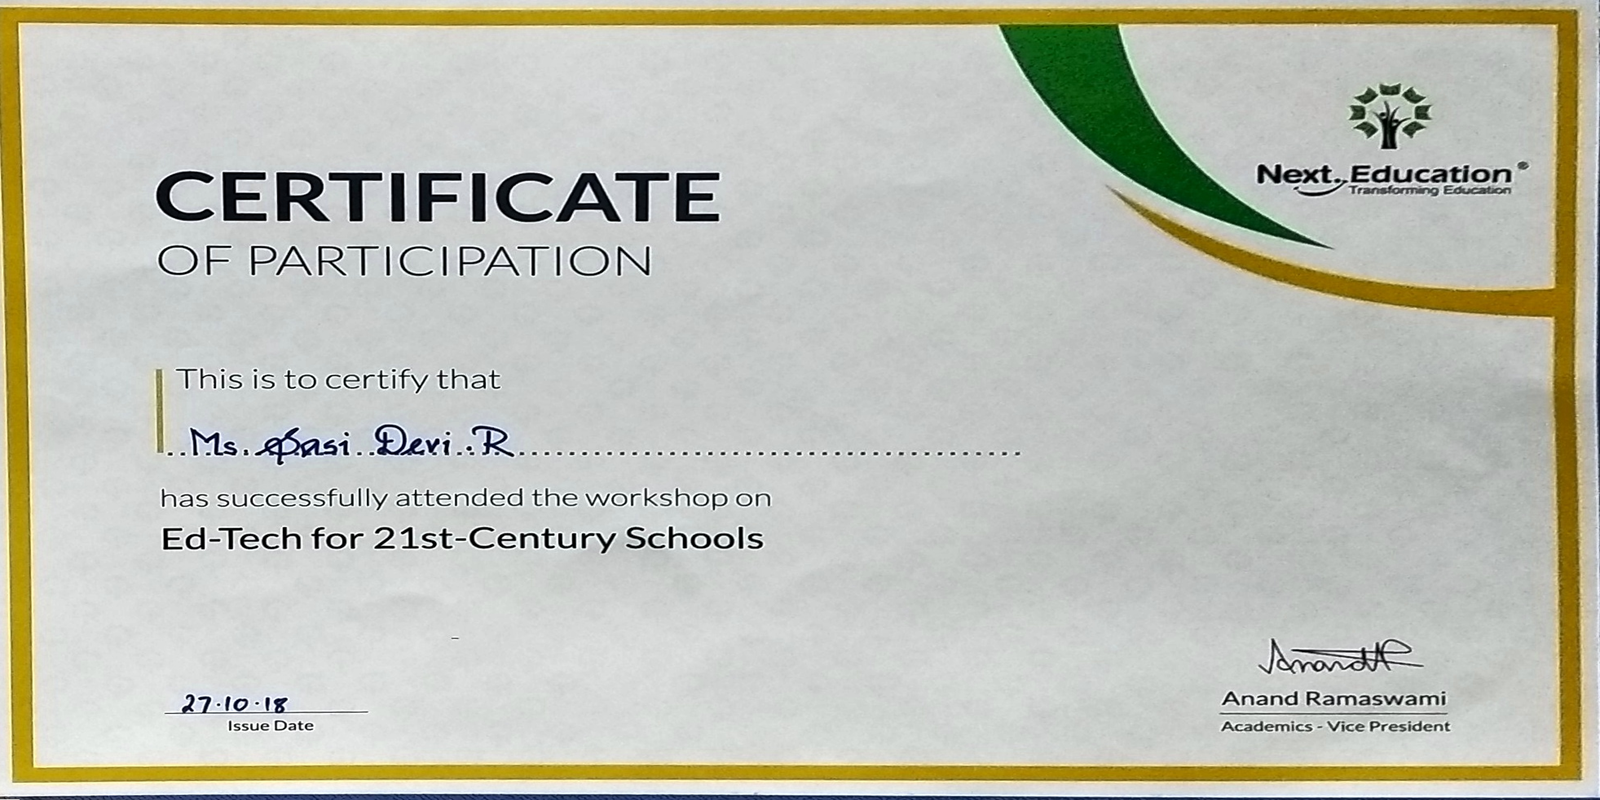 Next Education®
Transforming Education
CERTIFICATE
OF PARTICIPATION
This is to certify that
Ms. Sasi Devi. R
has successfully attended the workshop on
Ed-Tech for 21st-Century Schools
27.10.18
Issue Date
Anand R
Anand Ramaswami
Academics - Vice President